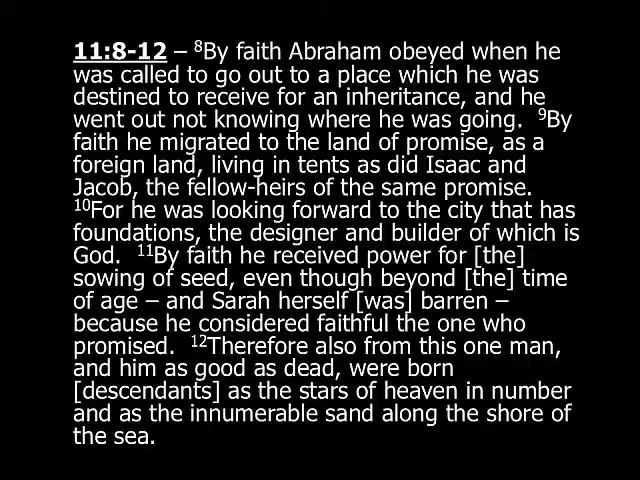 11:8-12 – ⁸By faith Abraham obeyed when he
was called to go out to a place which he was
destined to receive for an inheritance, and he
went out not knowing where he was going. ⁹By
faith he migrated to the land of promise, as a
foreign land, living in tents as did Isaac and
Jacob, the fellow-heirs of the same promise.
¹⁰For he was looking forward to the city that has
foundations, the designer and builder of which is
God. ¹¹By faith he received power for [the]
sowing of seed, even though beyond [the] time
of age – and Sarah herself [was] barren –
because he considered faithful the one who
promised. ¹²Therefore also from this one man,
and him as good as dead, were born
[descendants] as the stars of heaven in number
and as the innumerable sand along the shore of
the sea.